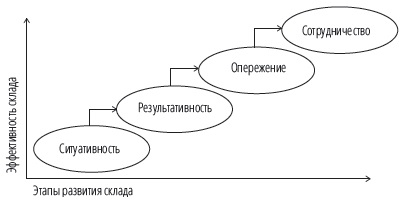 Сотрудничество
Опережение
Результативность
Ситуативность
Эффективность склада
Этапы развития склада